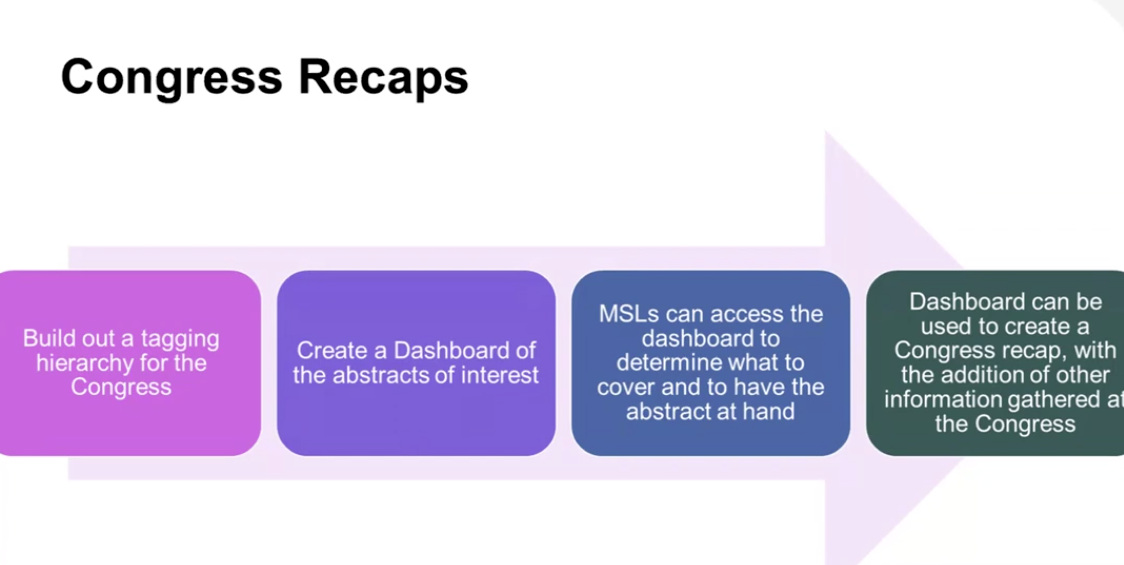 Congress Recaps
Build out a tagging
hierarchy for the
Congress
Create a Dashboard of
the abstracts of interest
MSLs can access the
dashboard to
determine what to
cover and to have the
abstract at hand
Dashboard can be
used to create a
Congress recap, with
the addition of other
information gathered at
the Congress